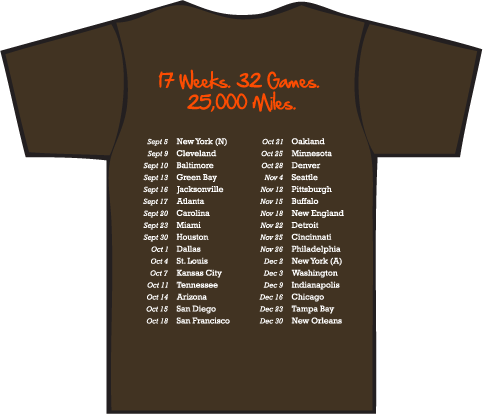 17 Weeks. 32 Games.
25,000 Miles.
Sept 5 New York (N)
Sept 9 Cleveland
Sept 10 Baltimore
Sept 13 Green Bay
Sept 16 Jacksonville
Sept 17 Atlanta
Sept 20 Carolina
Sept 23 Miami
Sept 30 Houston
Oct 1 Dallas
Oct 4 St. Louis
Oct 7 Kansas City
Oct 11 Tennessee
Oct 14 Arizona
Oct 15 San Diego
Oct 18 San Francisco
Oct 21 Oakland
Oct 25 Minnesota
Oct 28 Denver
Nov 4 Seattle
Nov 12 Pittsburgh
Nov 15 Buffalo
Nov 18 New England
Nov 22 Detroit
Nov 25 Cincinnati
Nov 26 Philadelphia
Dec 2 New York (A)
Dec 3 Washington
Dec 9 Indianapolis
Dec 16 Chicago
Dec 23 Tampa Bay
Dec 30 New Orleans